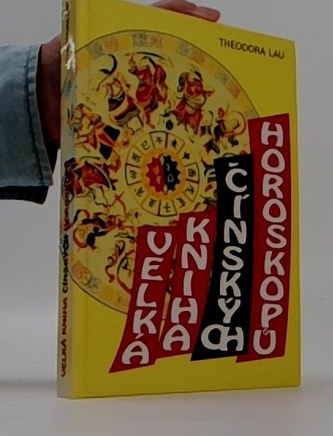 THEODORA LAU
VELKÁ
KNIHA
ČÍNSKÝCH
HOROSKOPŮ
VELKÁ KNIHA ČÍNSKÝCH HOROSKOPŮ